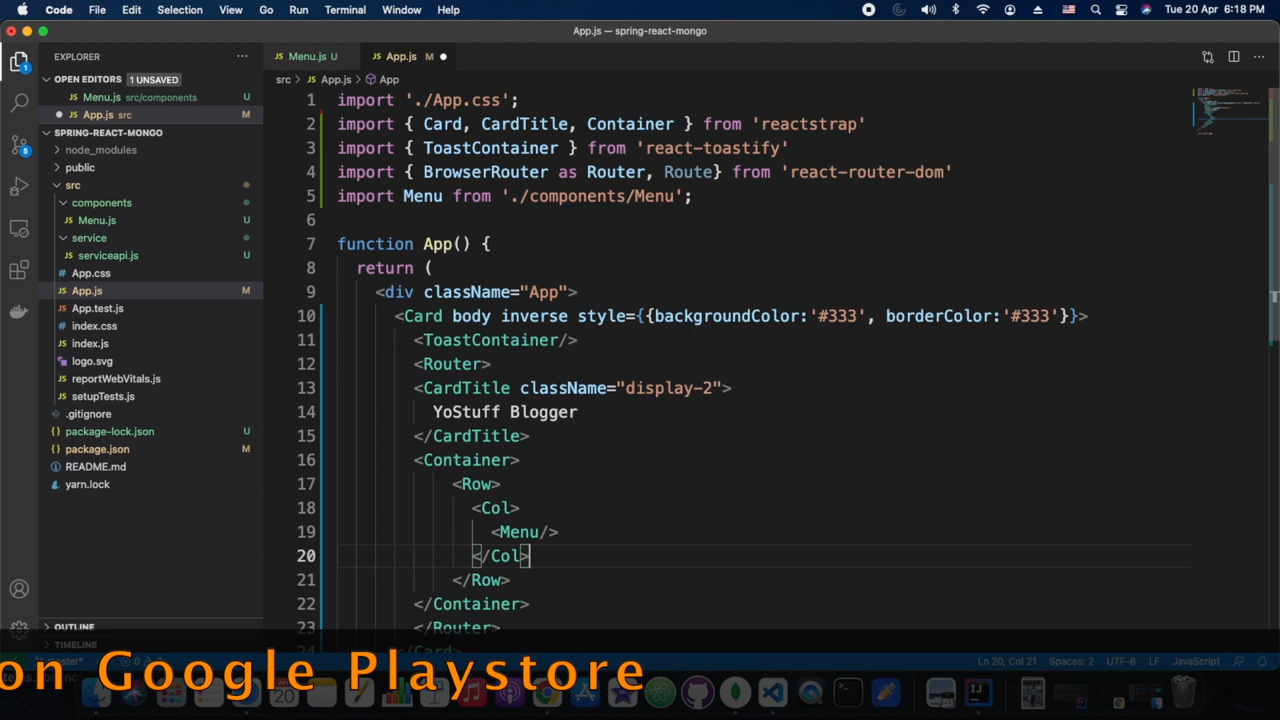 Code File Edit Selection View Go Run Terminal Window Help Tue 20 Apr 6:18 PM
App.js — spring-react-mongo
EXPLORER
Menu.js U
App.js M
OPEN EDITORS 1 UNSAVED
src > App.js > App
Menu.js src/components U
App.js src M
SPRING-REACT-MONGO
node_modules
public
src
components
Menu.js U
service
serviceapi.js U
App.css
App.js M
App.test.js
index.css
index.js
logo.svg
reportWebVitals.js
setupTests.js
.gitignore
package-lock.json U
package.json M
README.md
yarn.lock
OUTLINE
TIMELINE
1 import './App.css';
2 import { Card, CardTitle, Container } from 'reactstrap'
3 import { ToastContainer } from 'react-toastify'
4 import { BrowserRouter as Router, Route} from 'react-router-dom'
5 import Menu from './components/Menu';
6
7 function App() {
8 return (
9 <div className="App">
10 <Card body inverse style={{backgroundColor:'#333', borderColor:'#333'}}>
11 <ToastContainer/>
12 <Router>
13 <CardTitle className="display-2">
14 YoStuff Blogger
15 </CardTitle>
16 <Container>
17 <Row>
18 <Col>
19 <Menu/>
20 </Col>
21 </Row>
22 </Container>
23 </Router>
on Google Playstore
Ln 20, Col 21 Spaces: 2 UTF-8 LF JavaScript